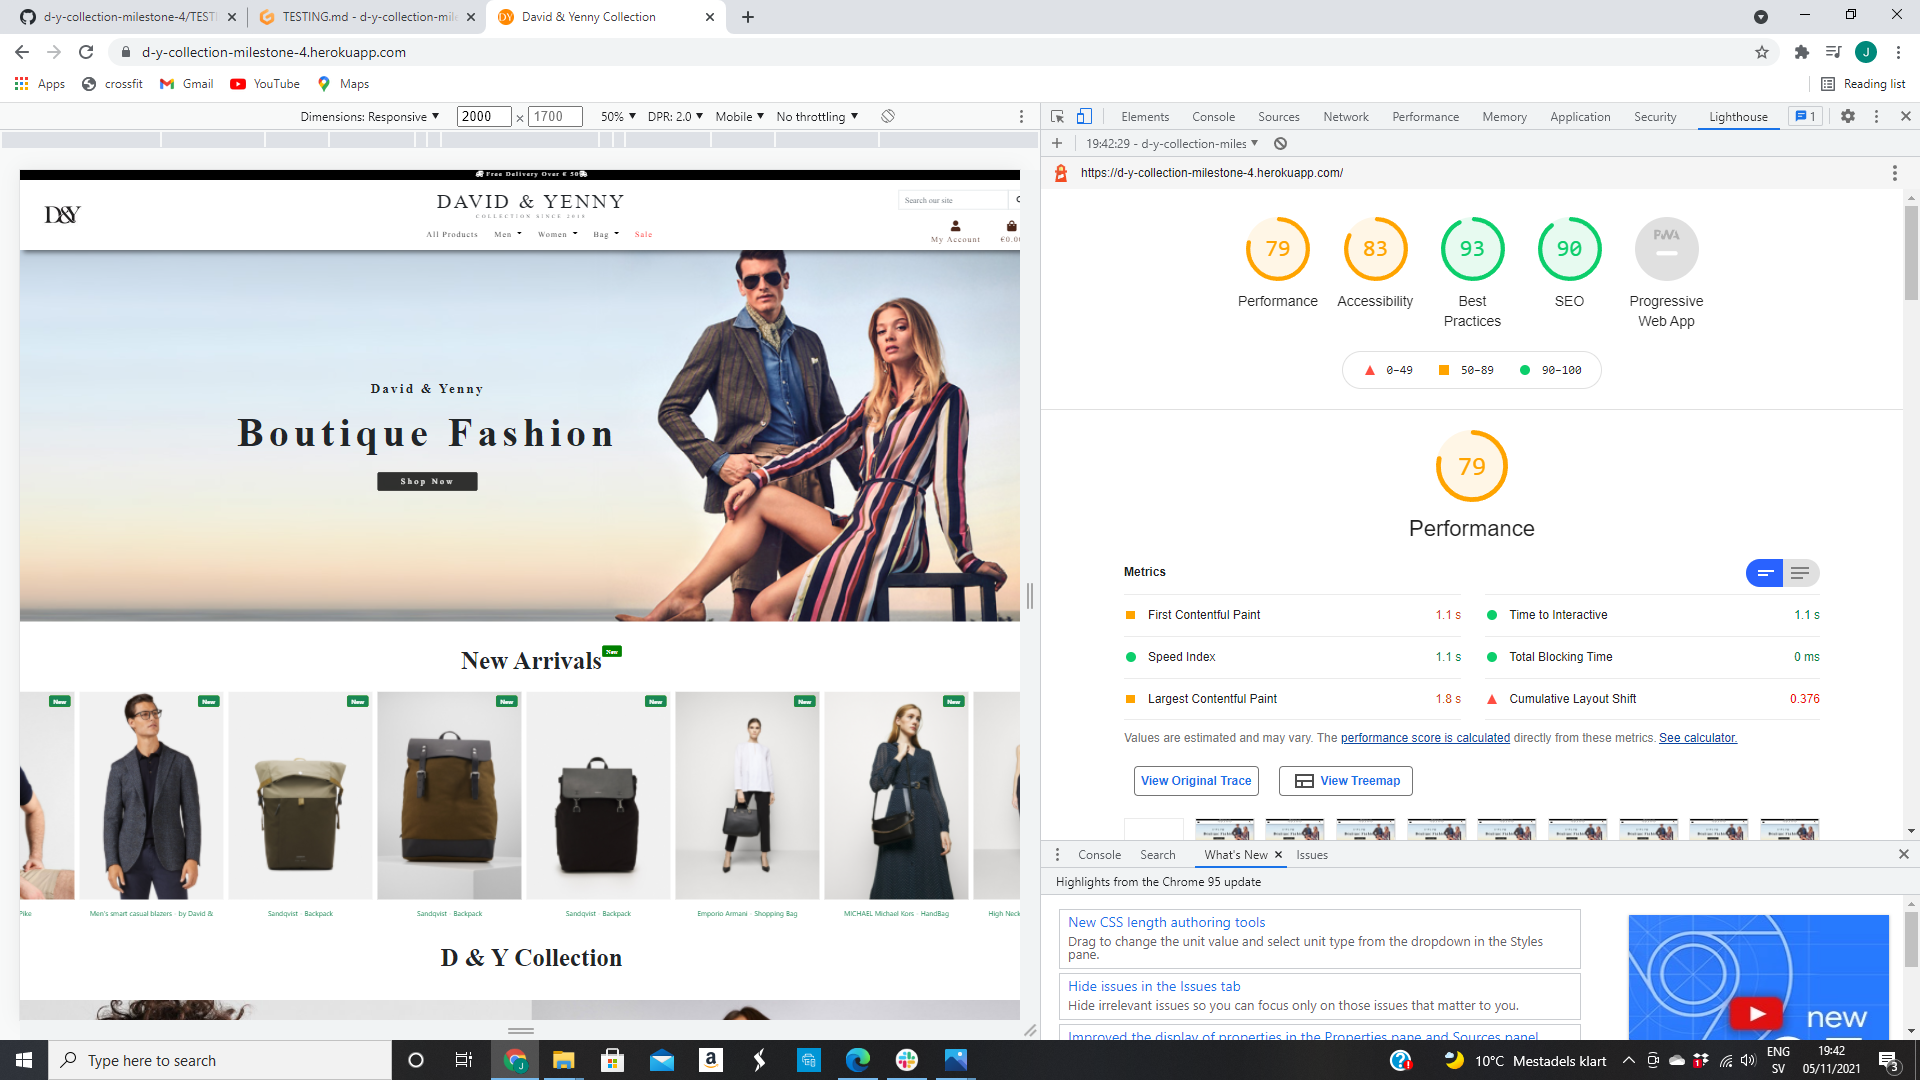 d-y-collection-milestone-4/TESTI
TESTING.md - d-y-collection-mile
David & Yenny Collection
d-y-collection-milestone-4.herokuapp.com
J
Apps
crossfit
Gmail
YouTube
Maps
Reading list
Dimensions: Responsive
2000 × 1700
50%
DPR: 2.0
Mobile
No throttling
Elements
Console
Sources
Network
Performance
Memory
Application
Security
Lighthouse
1
19:42:29 - d-y-collection-miles
https://d-y-collection-milestone-4.herokuapp.com/
Free Delivery Over € 50
D&Y
DAVID & YENNY
COLLECTION SINCE 2018
Search our site
All Products
Men
Women
Bag
Sale
My Account
€0.00
David & Yenny
Boutique Fashion
Shop Now
New Arrivals New
New
New
New
New
New
New
New
Pike
Men's smart casual blazers - by David &
Sandqvist - Backpack
Sandqvist - Backpack
Sandqvist - Backpack
Emporio Armani - Shopping Bag
MICHAEL Michael Kors - HandBag
High Neck
D & Y Collection
79
83
93
90
PWA
Performance
Accessibility
Best
Practices
SEO
Progressive
Web App
0–49
50–89
90–100
79
Performance
Metrics
First Contentful Paint 1.1 s
Time to Interactive 1.1 s
Speed Index 1.1 s
Total Blocking Time 0 ms
Largest Contentful Paint 1.8 s
Cumulative Layout Shift 0.376
Values are estimated and may vary. The performance score is calculated directly from these metrics. See calculator.
View Original Trace
View Treemap
Console
Search
What's New
Issues
Highlights from the Chrome 95 update
New CSS length authoring tools
Drag to change the unit value and select unit type from the dropdown in the Styles
pane.
Hide issues in the Issues tab
Hide irrelevant issues so you can focus only on those issues that matter to you.
Improved the display of properties in the Properties pane and Sources panel
new
Type here to search
10°C Mestadels klart
ENG
SV
19:42
05/11/2021
3